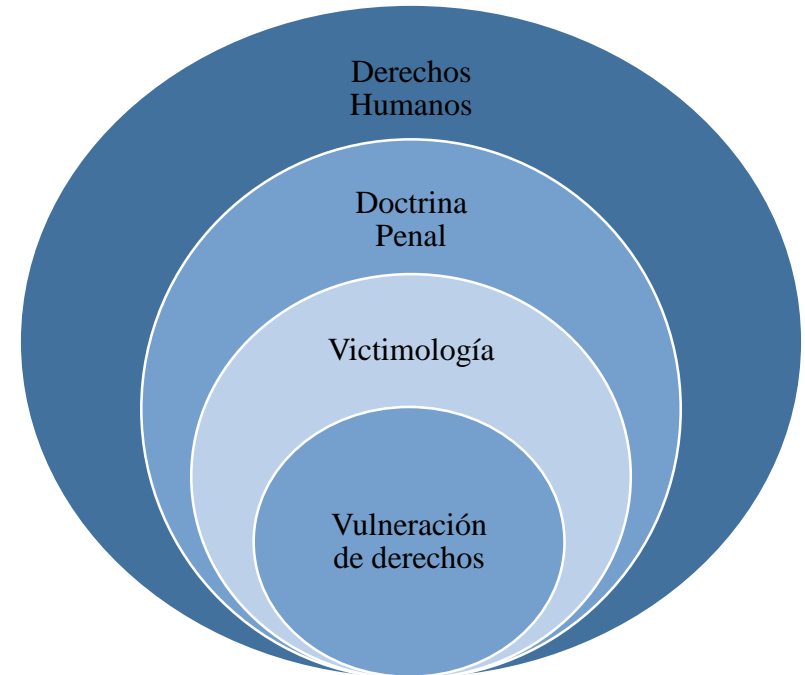 Derechos
Humanos
Doctrina
Penal
Victimología
Vulneración
de derechos